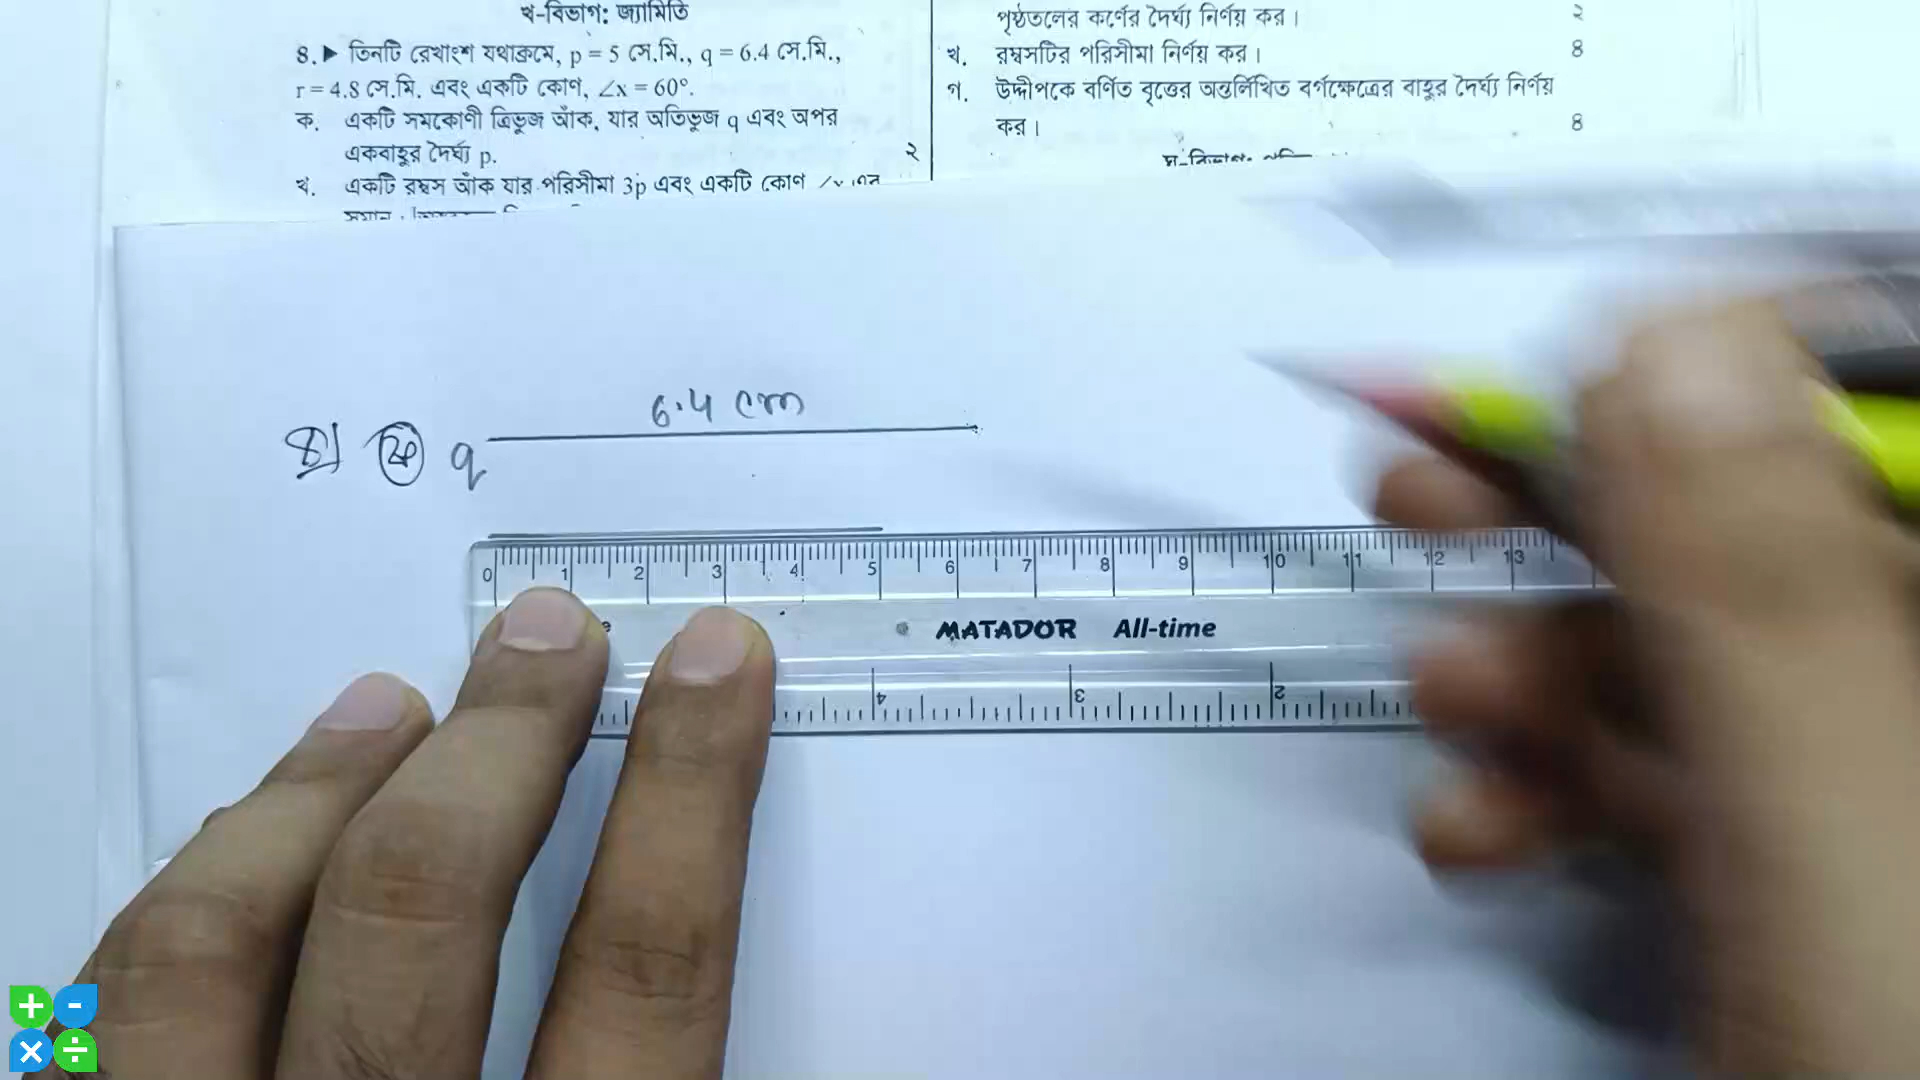 খ-বিভাগ: জ্যামিতি
৪. ▶ তিনটি রেখাংশ যথাক্রমে, p = 5 সে.মি., q = 6.4 সে.মি.,
r = 4.8 সে.মি. এবং একটি কোণ, ∠x = 60°.
ক. একটি সমকোণী ত্রিভুজ আঁক, যার অতিভুজ q এবং অপর
একবাহুর দৈর্ঘ্য p. ২
খ. একটি রম্বস আঁক যার পরিসীমা 3p এবং একটি কোণ ∠x এর
পৃষ্ঠতলের কর্ণের দৈর্ঘ্য নির্ণয় কর। ২
খ. রম্বসটির পরিসীমা নির্ণয় কর। ৪
গ. উদ্দীপকে বর্ণিত বৃত্তের অন্তর্লিখিত বর্গক্ষেত্রের বাহুর দৈর্ঘ্য নির্ণয়
কর। ৪
6.4 cm
৪। ক q
0 1 2 3 4 5 6 7 8 9 10 11 12 13
MATADOR All-time
4 3 2
+ -
× ÷